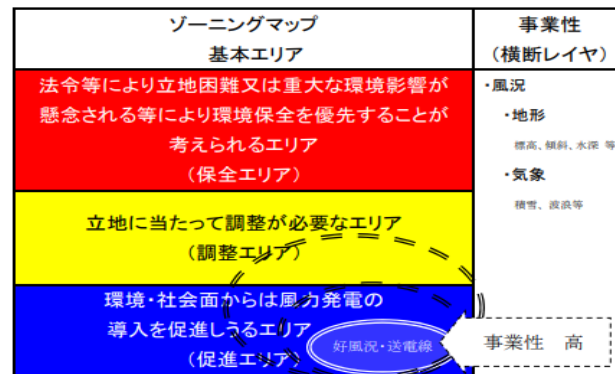 ゾーニングマップ
基本エリア
事業性
（横断レイヤ）
法令等により立地困難又は重大な環境影響が
懸念される等により環境保全を優先することが
考えられるエリア
（保全エリア）
立地に当たって調整が必要なエリア
（調整エリア）
環境・社会面からは風力発電の
導入を促進しうるエリア
（促進エリア）
・風況
・地形
標高、傾斜、水深 等
・気象
積雪、波浪等
好風況・送電線
事業性 高